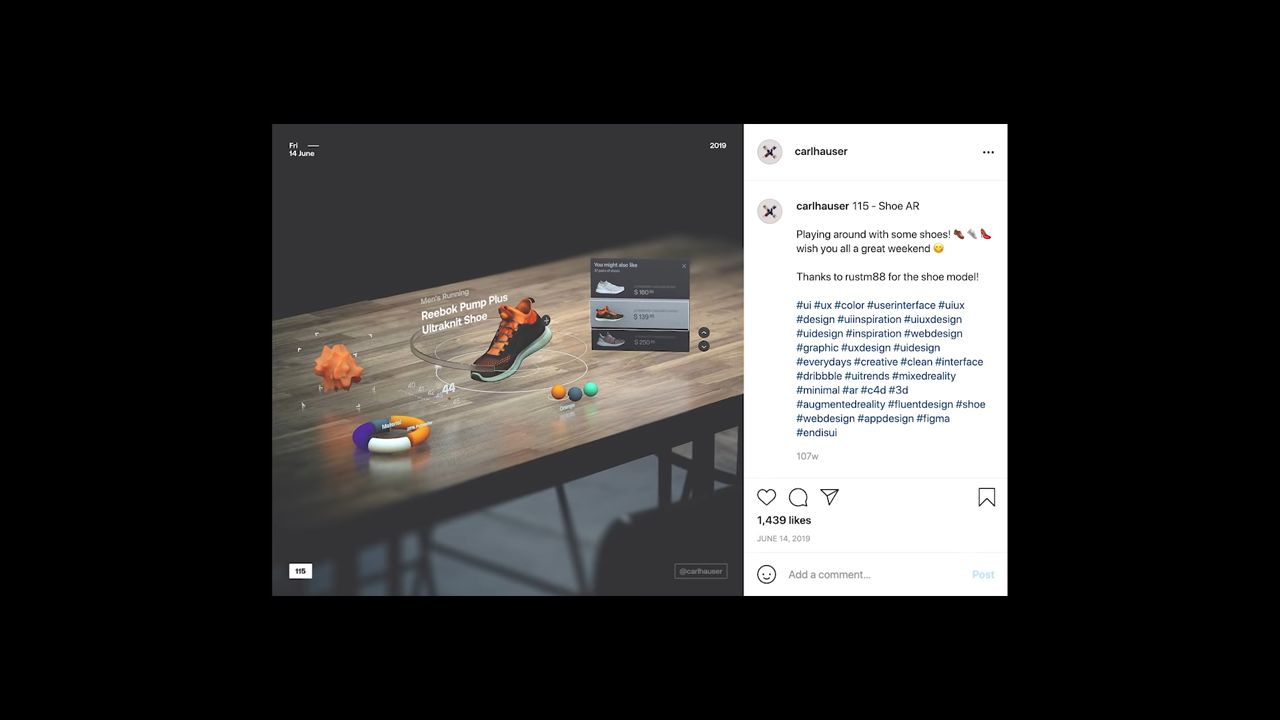 Fri —
14 June
2019
Men's Running
Reebok Pump Plus
Ultraknit Shoe
You might also like
$ 180
$ 139
$ 250
44
Orange
Material
115
@carlhauser
carlhauser
carlhauser 115 - Shoe AR
Playing around with some shoes! 👞 👟 👠
wish you all a great weekend 😋
Thanks to rustm88 for the shoe model!
#ui #ux #color #userinterface #uiux
#design #uiinspiration #uiuxdesign
#uidesign #inspiration #webdesign
#graphic #uxdesign #uidesign
#everydays #creative #clean #interface
#dribbble #uitrends #mixedreality
#minimal #ar #c4d #3d
#augmentedreality #fluentdesign #shoe
#webdesign #appdesign #figma
#endisui
107w
1,439 likes
JUNE 14, 2019
Add a comment...
Post